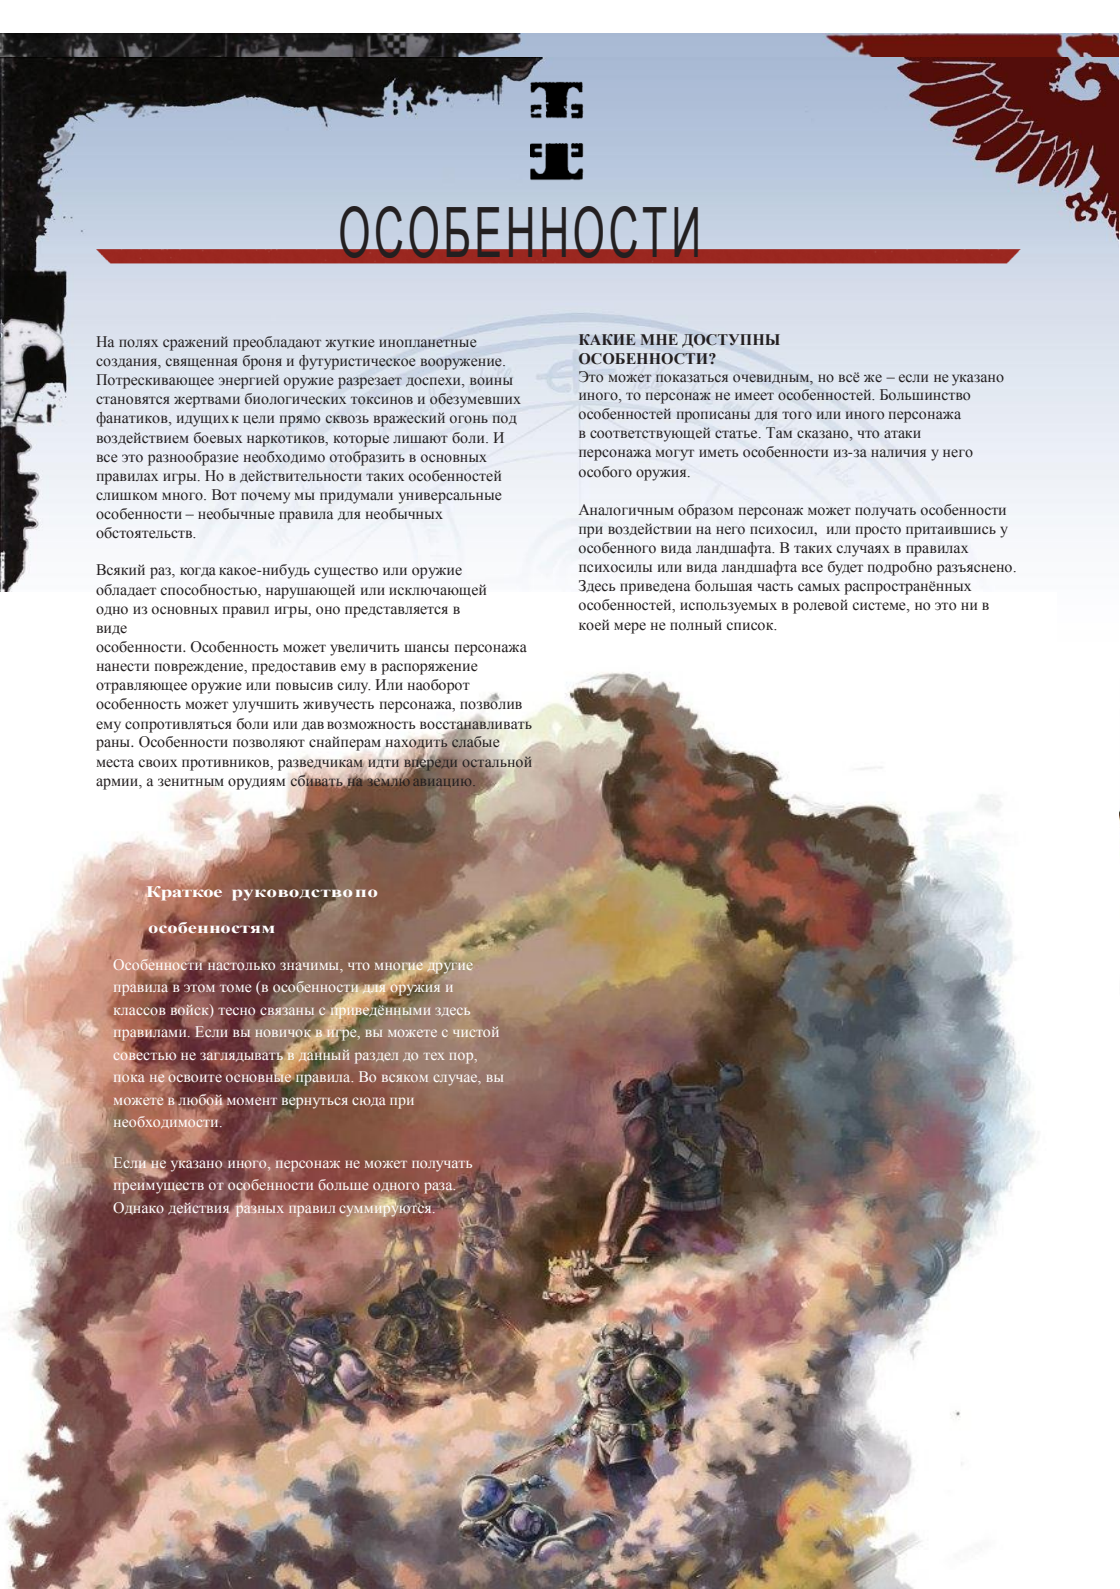 ОСОБЕННОСТИ
На полях сражений преобладают жуткие инопланетные
создания, священная броня и футуристическое вооружение.
Потрескивающее энергией оружие разрезает доспехи, воины
становятся жертвами биологических токсинов и обезумевших
фанатиков, идущих к цели прямо сквозь вражеский огонь под
воздействием боевых наркотиков, которые лишают боли. И
все это разнообразие необходимо отобразить в основных
правилах игры. Но в действительности таких особенностей
слишком много. Вот почему мы придумали универсальные
особенности – необычные правила для необычных
обстоятельств.
Всякий раз, когда какое-нибудь существо или оружие
обладает способностью, нарушающей или исключающей
одно из основных правил игры, оно представляется в
виде
особенности. Особенность может увеличить шансы персонажа
нанести повреждение, предоставив ему в распоряжение
отравляющее оружие или повысив силу. Или наоборот
особенность может улучшить живучесть персонажа, позволив
ему сопротивляться боли или дав возможность восстанавливать
раны. Особенности позволяют снайперам находить слабые
места своих противников, разведчикам идти впереди остальной
армии, а зенитным орудиям сбивать на землю авиацию.
КАКИЕ МНЕ ДОСТУПНЫ
ОСОБЕННОСТИ?
Это может показаться очевидным, но всё же – если не указано
иного, то персонаж не имеет особенностей. Большинство
особенностей прописаны для того или иного персонажа
в соответствующей статье. Там сказано, что атаки
персонажа могут иметь особенности из-за наличия у него
особого оружия.
Аналогичным образом персонаж может получать особенности
при воздействии на него психосил, или просто притаившись у
особенного вида ландшафта. В таких случаях в правилах
психосилы или вида ландшафта все будет подробно разъяснено.
Здесь приведена большая часть самых распространённых
особенностей, используемых в ролевой системе, но это ни в
коей мере не полный список.
Краткое руководство по
особенностям
Особенности настолько значимы, что многие другие
правила в этом томе (в особенности для оружия и
классов войск) тесно связаны с приведёнными здесь
правилами. Если вы новичок в игре, вы можете с чистой
совестью не заглядывать в данный раздел до тех пор,
пока не освоите основные правила. Во всяком случае, вы
можете в любой момент вернуться сюда при
необходимости.
Если не указано иного, персонаж не может получать
преимуществ от особенности больше одного раза.
Однако действия разных правил суммируются.